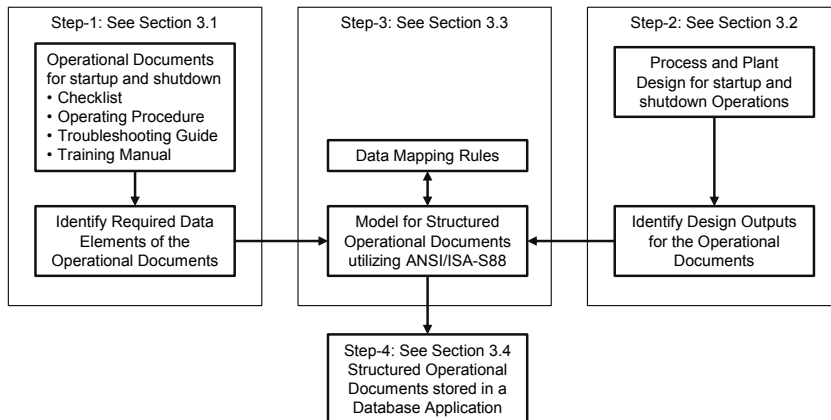 Step-1: See Section 3.1
Operational Documents
for startup and shutdown
• Checklist
• Operating Procedure
• Troubleshooting Guide
• Training Manual
Identify Required Data
Elements of the
Operational Documents
Step-3: See Section 3.3
Data Mapping Rules
Model for Structured
Operational Documents
utilizing ANSI/ISA-S88
Step-2: See Section 3.2
Process and Plant
Design for startup and
shutdown Operations
Identify Design Outputs
for the Operational
Documents
Step-4: See Section 3.4
Structured Operational
Documents stored in a
Database Application